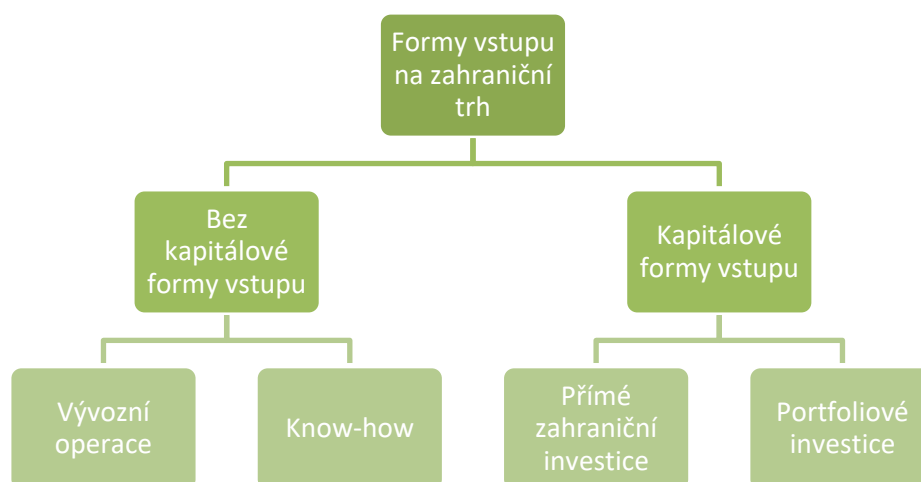 Formy vstupu
na zahraniční
trh
Bez
kapitálové
formy vstupu
Kapitálové
formy vstupu
Vývozní
operace
Know-how
Přímé
zahraniční
investice
Portfoliové
investice